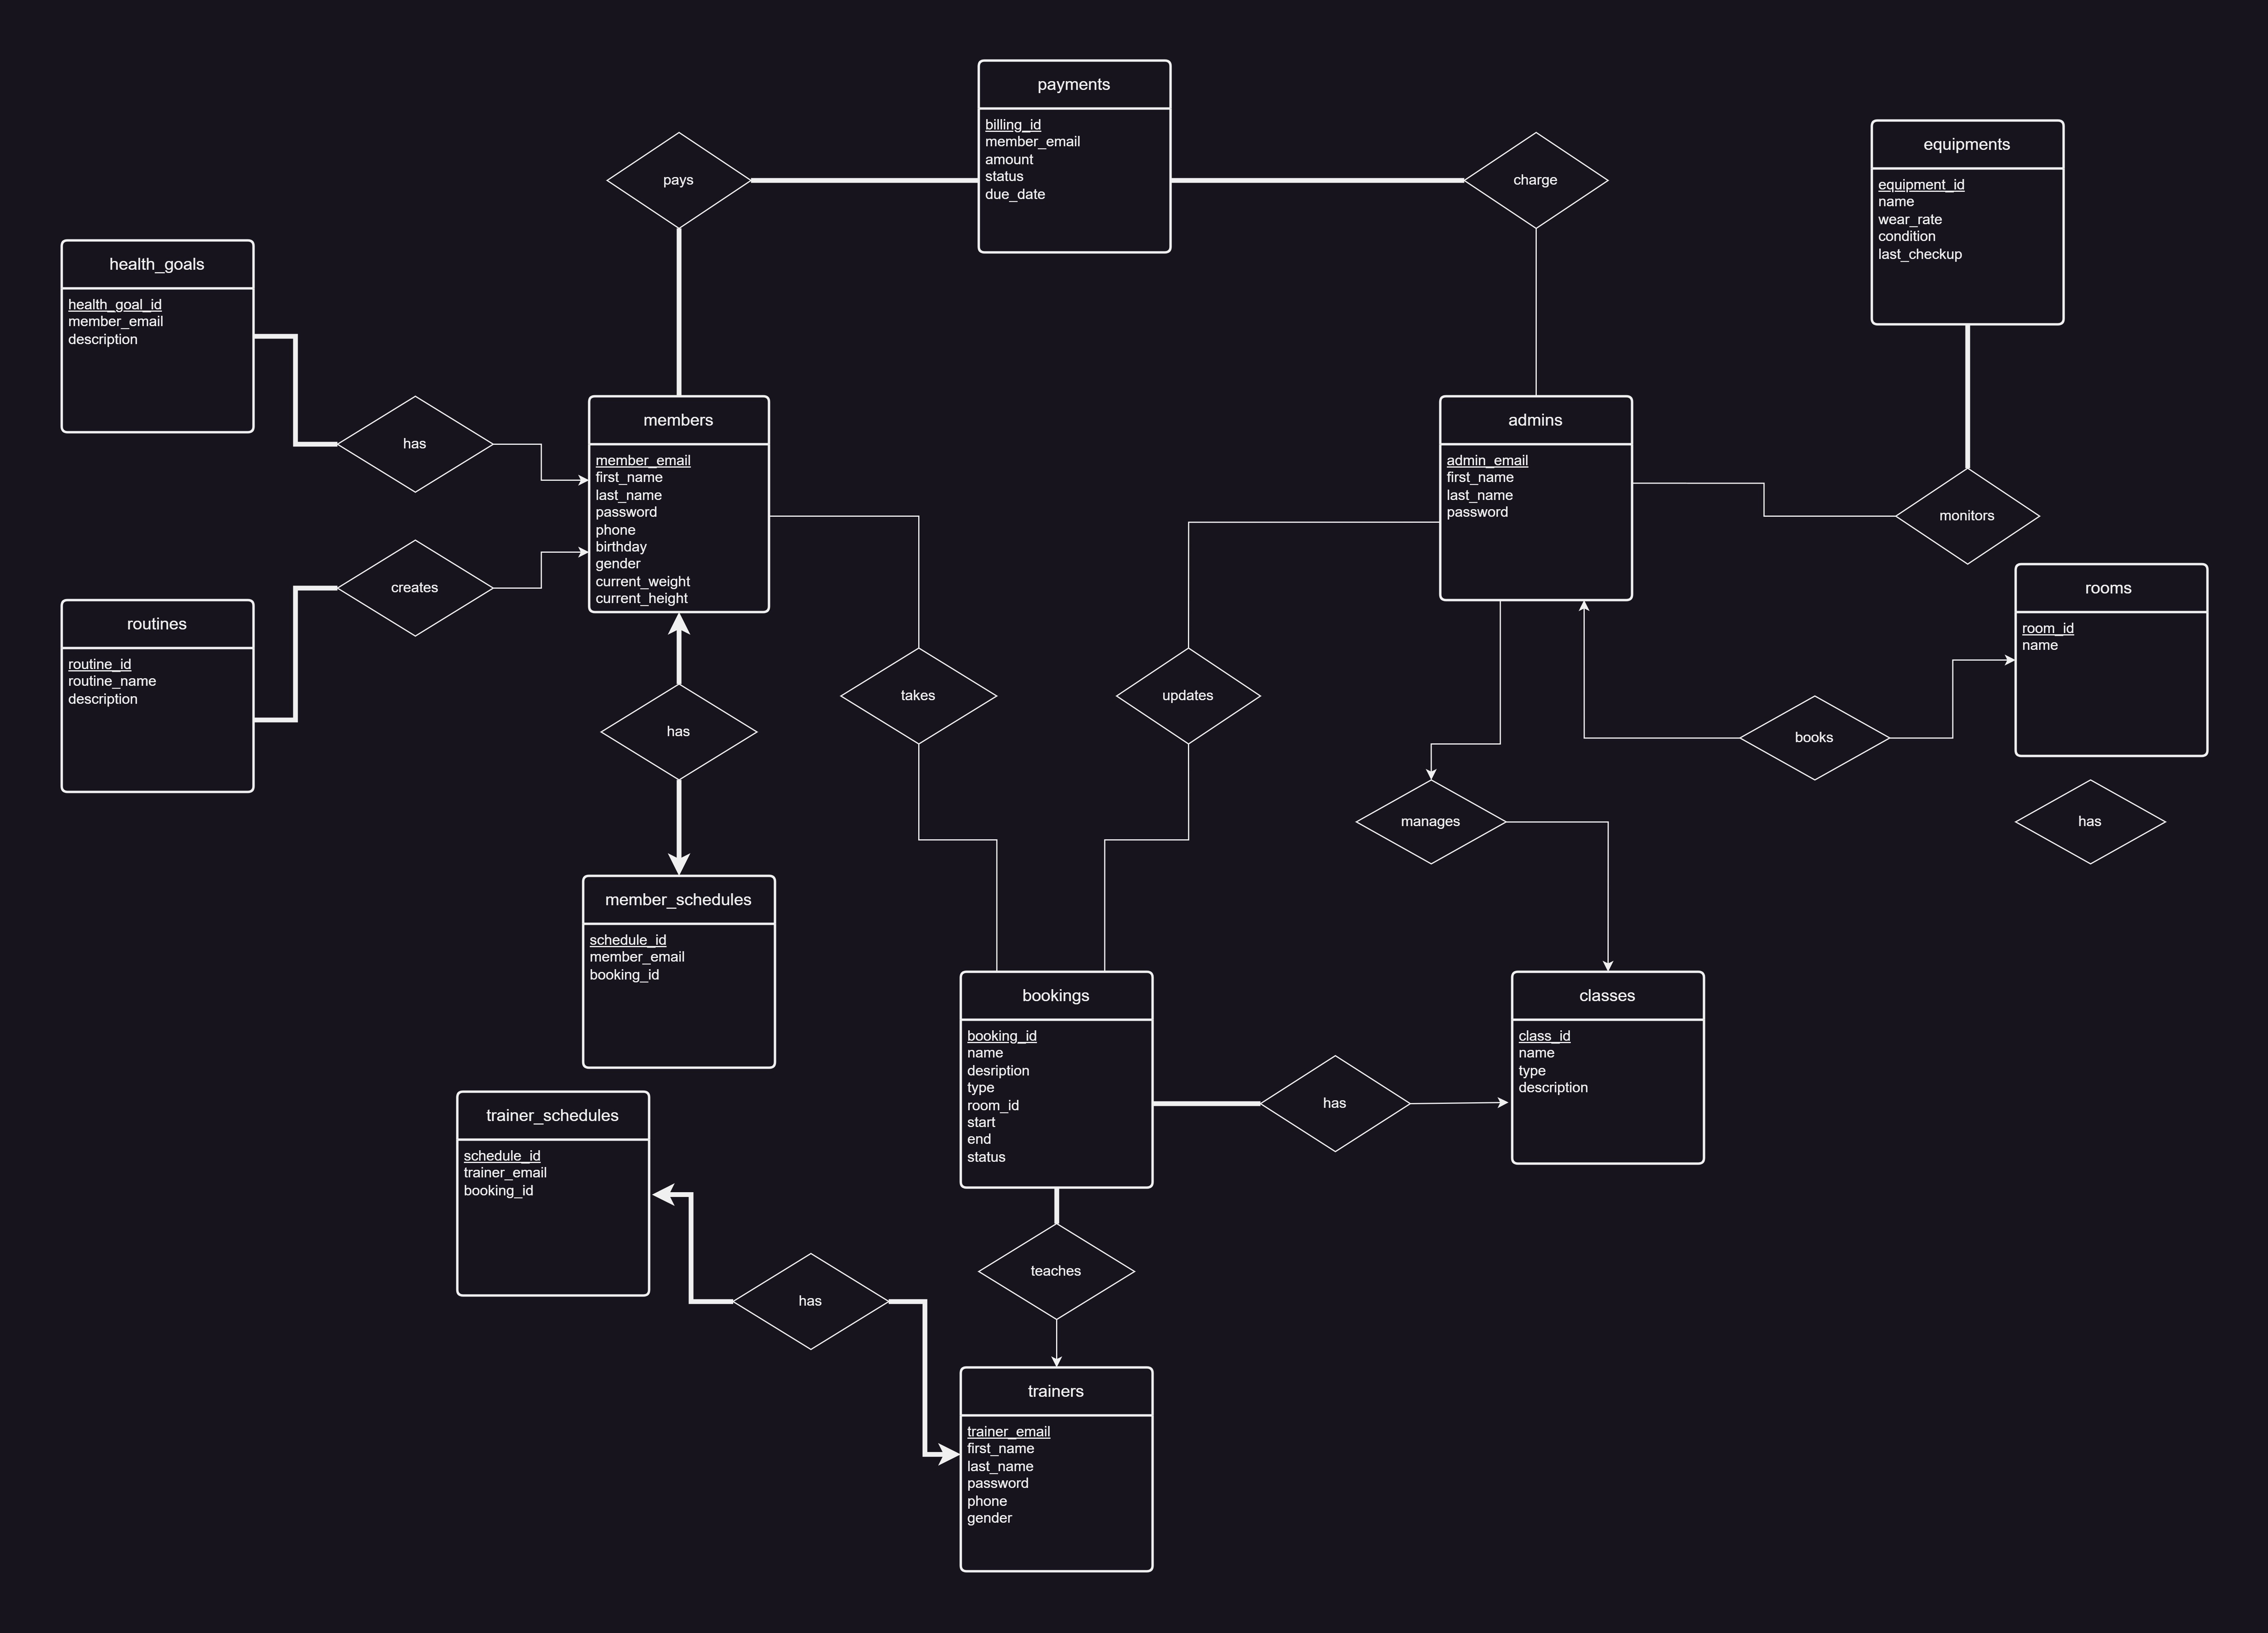 payments
billing_id
member_email
amount
status
due_date
pays
charge
equipments
equipment_id
name
wear_rate
condition
last_checkup
health_goals
health_goal_id
member_email
description
has
members
member_email
first_name
last_name
password
phone
birthday
gender
current_weight
current_height
admins
admin_email
first_name
last_name
password
monitors
creates
routines
routine_id
routine_name
description
rooms
room_id
name
has
takes
updates
books
manages
has
member_schedules
schedule_id
member_email
booking_id
bookings
booking_id
name
desription
type
room_id
start
end
status
has
classes
class_id
name
type
description
trainer_schedules
schedule_id
trainer_email
booking_id
has
teaches
trainers
trainer_email
first_name
last_name
password
phone
gender